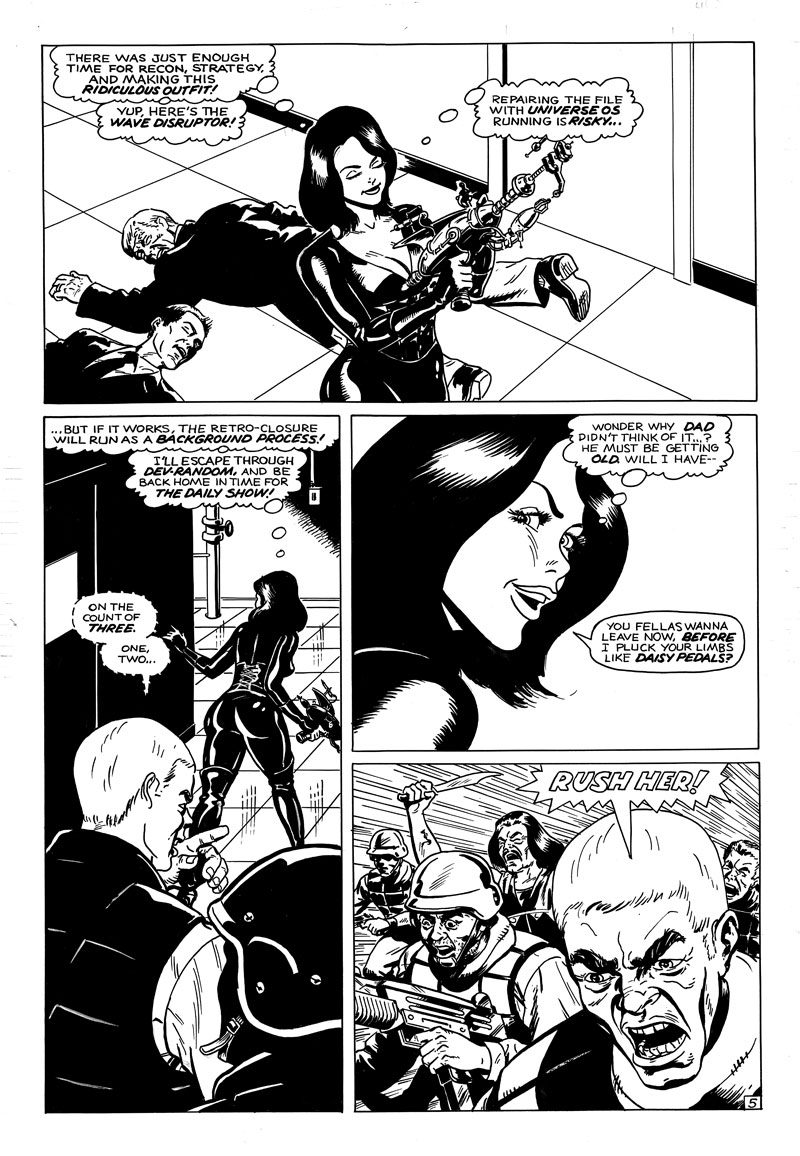 THERE WAS JUST ENOUGH
TIME FOR RECON, STRATEGY,
AND MAKING THIS
RIDICULOUS OUTFIT!
YUP, HERE'S THE
WAVE DISRUPTOR!
REPAIRING THE FILE
WITH UNIVERSE OS
RUNNING IS RISKY...
...BUT IF IT WORKS, THE RETRO-CLOSURE
WILL RUN AS A BACKGROUND PROCESS!
I'LL ESCAPE THROUGH
DEV-RANDOM, AND BE
BACK HOME IN TIME FOR
THE DAILY SHOW!
ON THE
COUNT OF
THREE.
ONE,
TWO...
WONDER WHY DAD
DIDN'T THINK OF IT...?
HE MUST BE GETTING
OLD. WILL I HAVE--
YOU FELLAS WANNA
LEAVE NOW, BEFORE
I PLUCK YOUR LIMBS
LIKE DAISY PEDALS?
RUSH HER!
5